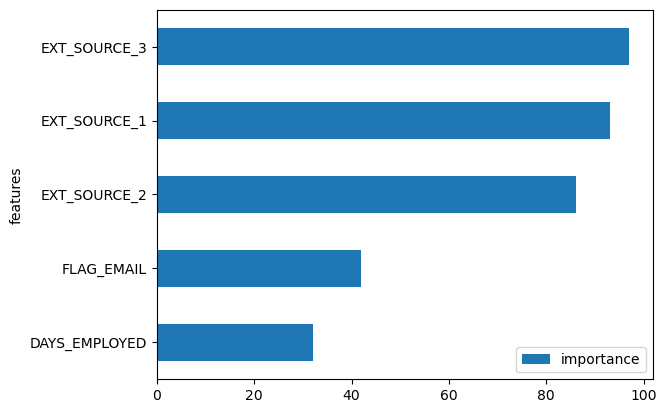 EXT_SOURCE_3
EXT_SOURCE_1
EXT_SOURCE_2
FLAG_EMAIL
DAYS_EMPLOYED
features
importance
0 20 40 60 80 100